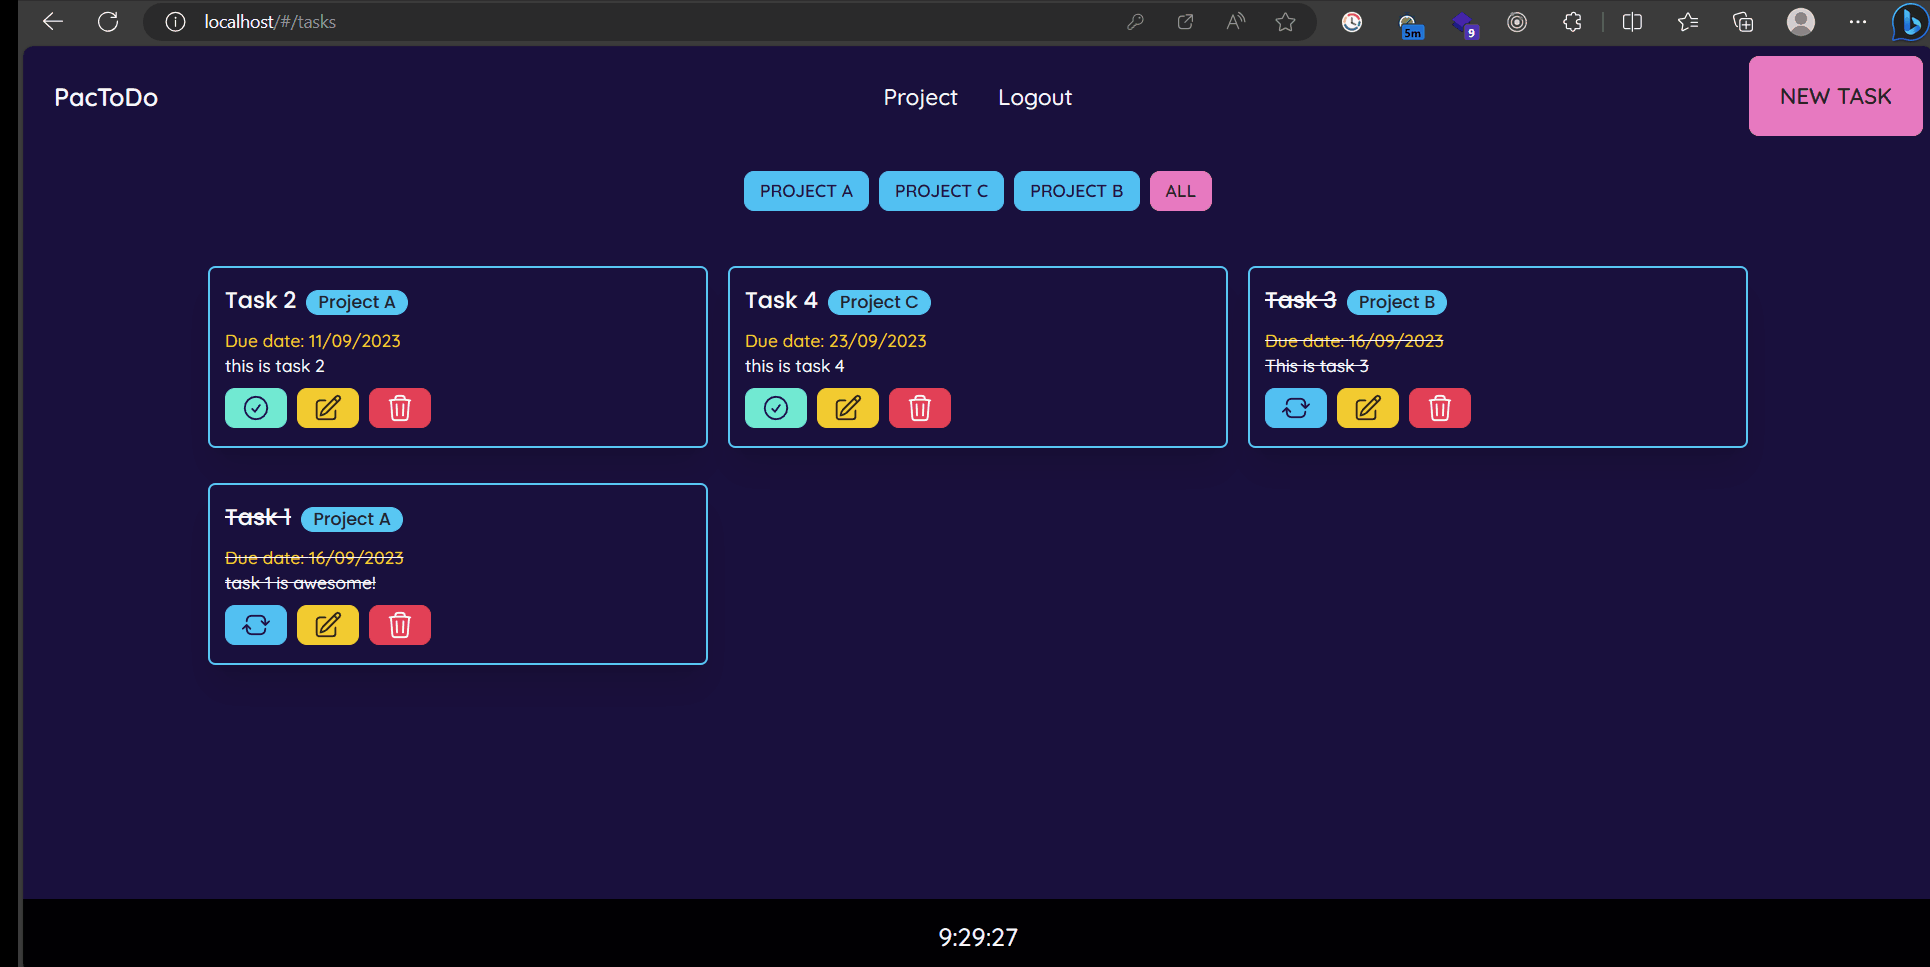 localhost/#/tasks
5m
9
PacToDo
Project
Logout
NEW TASK
PROJECT A
PROJECT C
PROJECT B
ALL
Task 2 Project A
Due date: 11/09/2023
this is task 2
Task 4 Project C
Due date: 23/09/2023
this is task 4
Task 3 Project B
Due date: 16/09/2023
This is task 3
Task 1 Project A
Due date: 16/09/2023
task 1 is awesome!
9:29:27